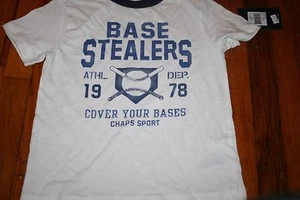 BASE
STEALERS
ATHL. DEP.
19 78
COVER YOUR BASES
CHAPS SPORT